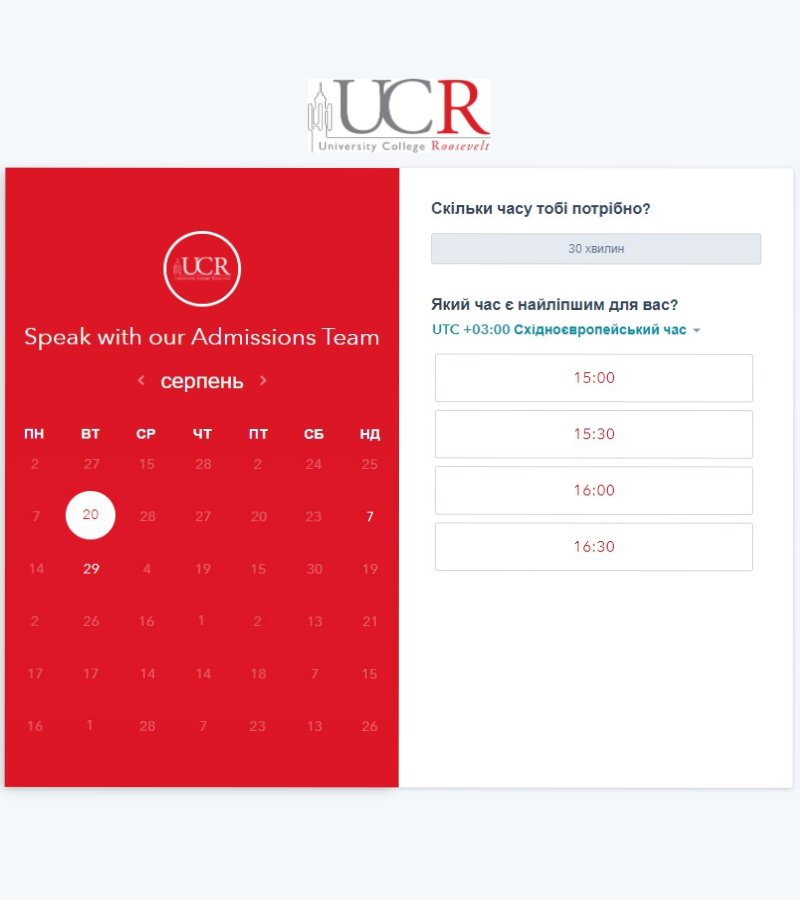 UCR
University College Roosevelt
UCR
Speak with our Admissions Team
серпень
ПН ВТ СР ЧТ ПТ СБ НД
2 27 15 28 2 24 25
7 20 28 27 20 23 7
14 29 4 19 15 30 19
2 26 16 1 2 13 21
17 17 14 14 18 7 15
16 1 28 7 23 13 26
Скільки часу тобі потрібно?
30 хвилин
Який час є найліпшим для вас?
UTC +03:00 Східноєвропейський час
15:00
15:30
16:00
16:30